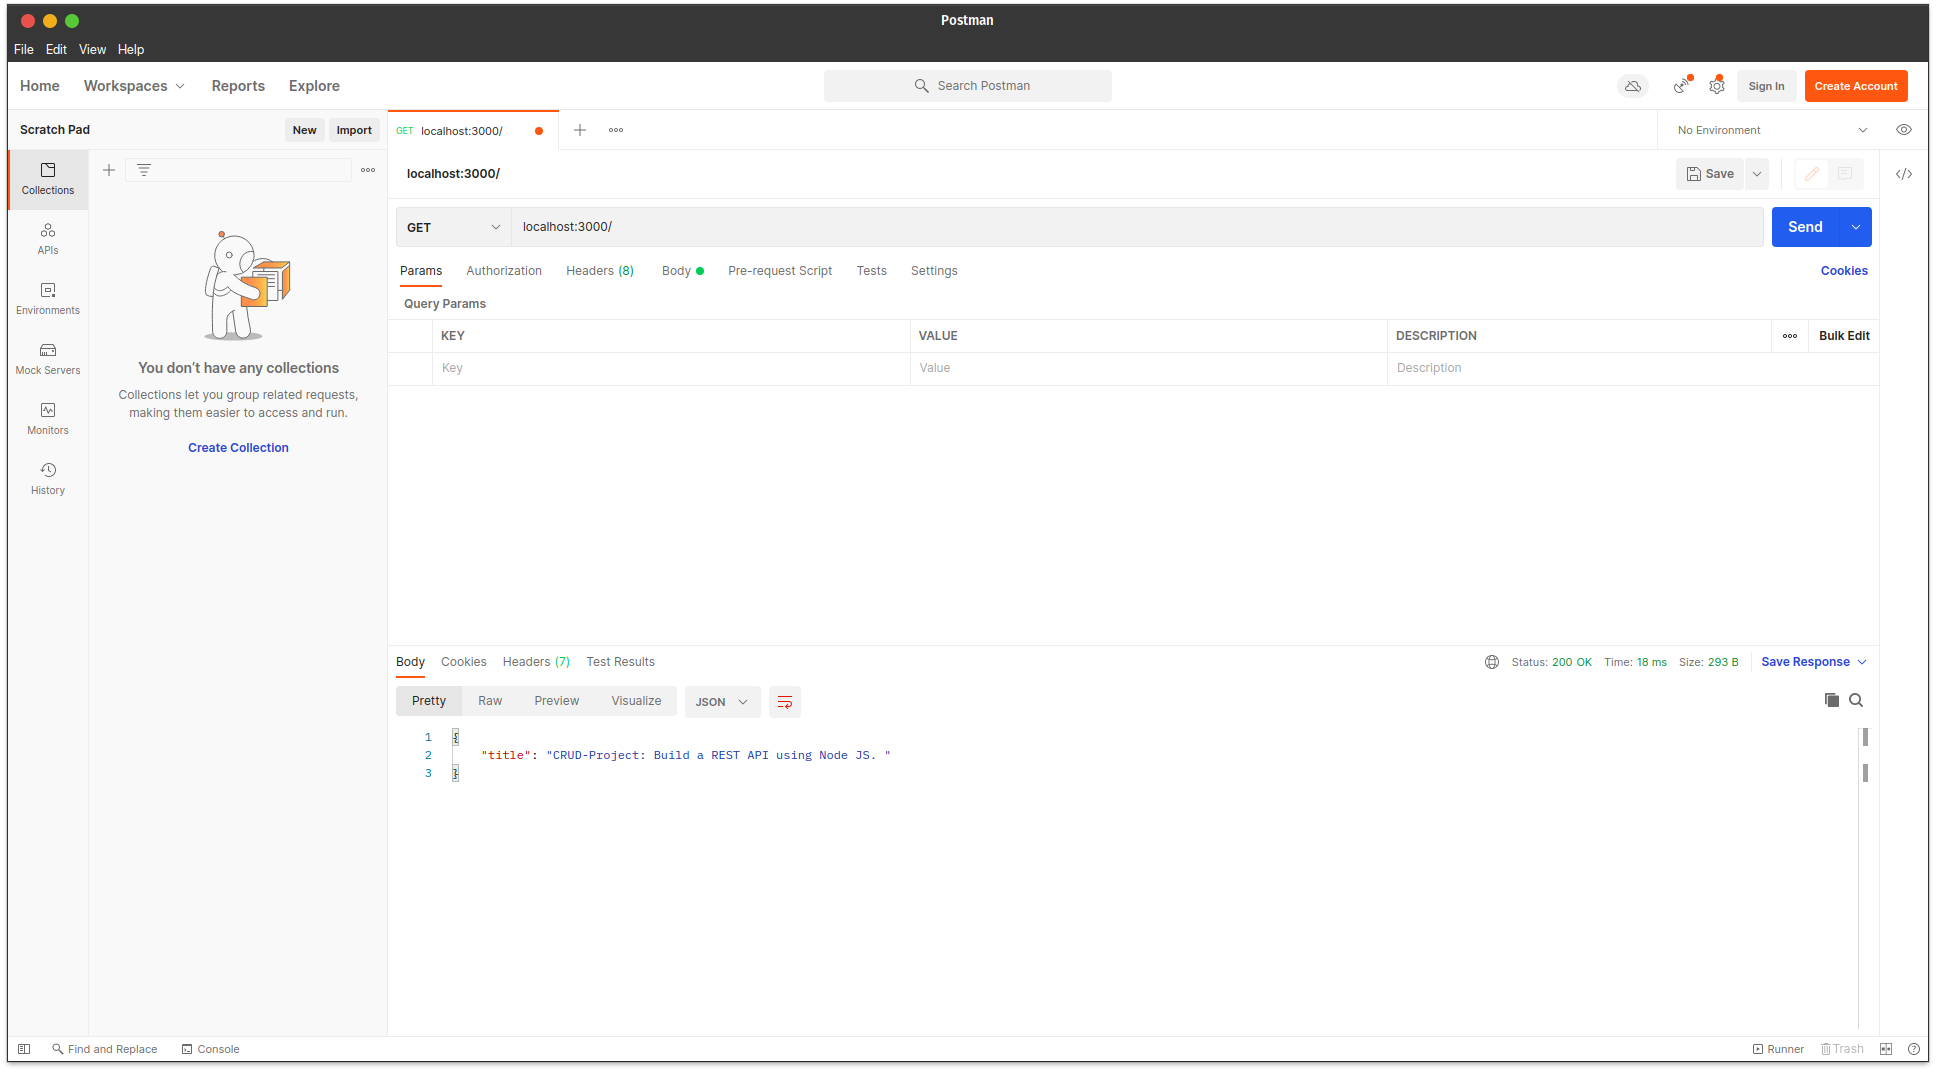 Postman
File Edit View Help
Home Workspaces Reports Explore Search Postman Sign In Create Account
Scratch Pad New Import GET localhost:3000/ No Environment
Collections
localhost:3000/ Save
APIs
GET localhost:3000/ Send
Params Authorization Headers (8) Body Pre-request Script Tests Settings Cookies
Environments
Query Params
KEY VALUE DESCRIPTION Bulk Edit
Key Value Description
Mock Servers
Monitors
History
You don't have any collections
Collections let you group related requests,
making them easier to access and run.
Create Collection
Body Cookies Headers (7) Test Results Status: 200 OK Time: 18 ms Size: 293 B Save Response
Pretty Raw Preview Visualize JSON
1 {
2 "title": "CRUD-Project: Build a REST API using Node JS. "
3 }
Find and Replace Console Runner Trash